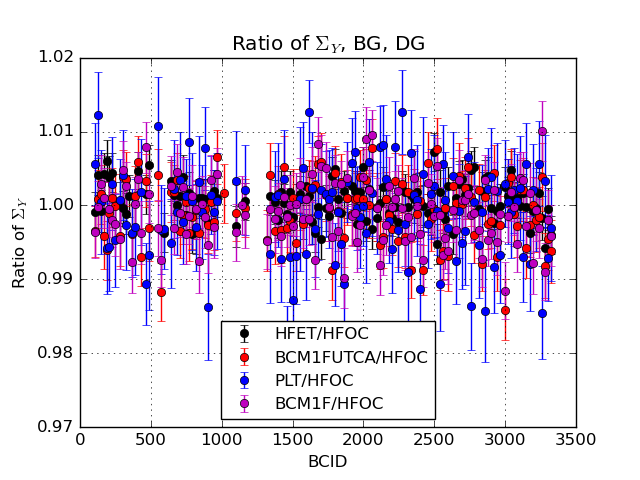 Ratio of Σ_Y, BG, DG
Ratio of Σ_Y
1.02
1.01
1.00
0.99
0.98
0.97
0 500 1000 1500 2000 2500 3000 3500
BCID
HFET/HFOC
BCM1FUTCA/HFOC
PLT/HFOC
BCM1F/HFOC